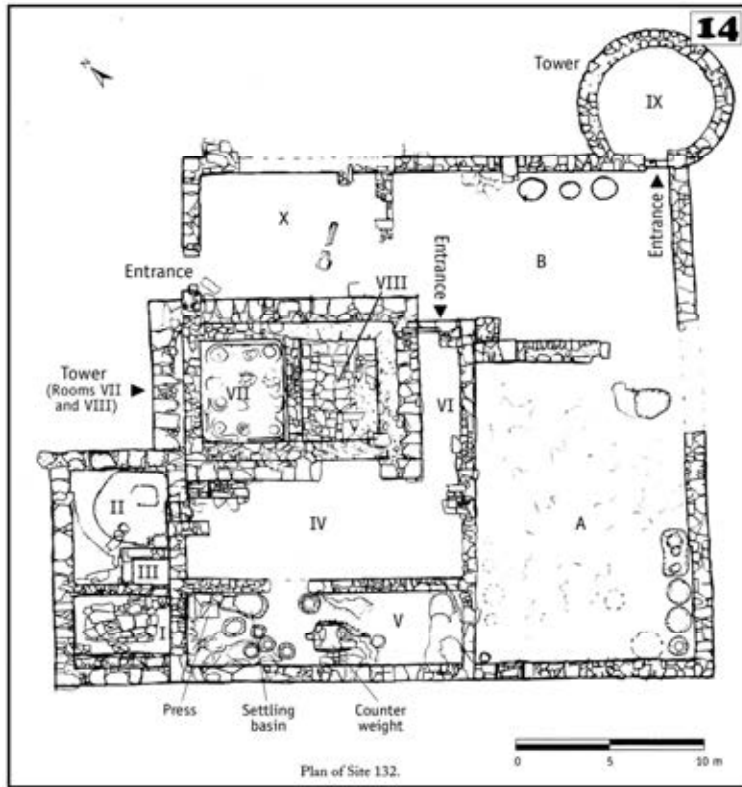 14
Tower
IX
X
Entrance
Entrance
B
Entrance
VIII
Tower
(Rooms VII
and VIII)
VII
VI
II
IV
A
III
I
V
Press
Settling
basin
Counter
weight
0
5
10 m
Plan of Site 132.